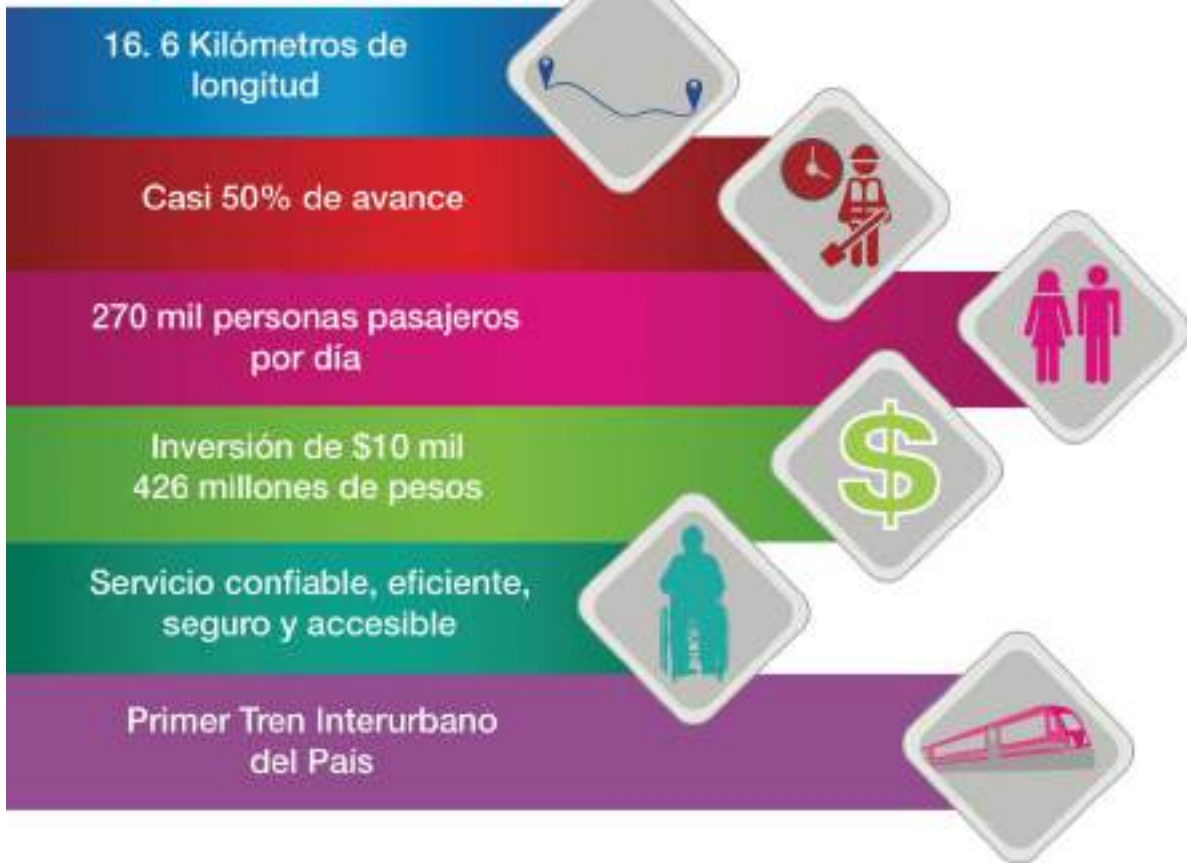 16. 6 Kilómetros de
longitud
Casi 50% de avance
270 mil personas pasajeros
por día
Inversión de $10 mil
426 millones de pesos
Servicio confiable, eficiente,
seguro y accesible
Primer Tren Interurbano
del País
$